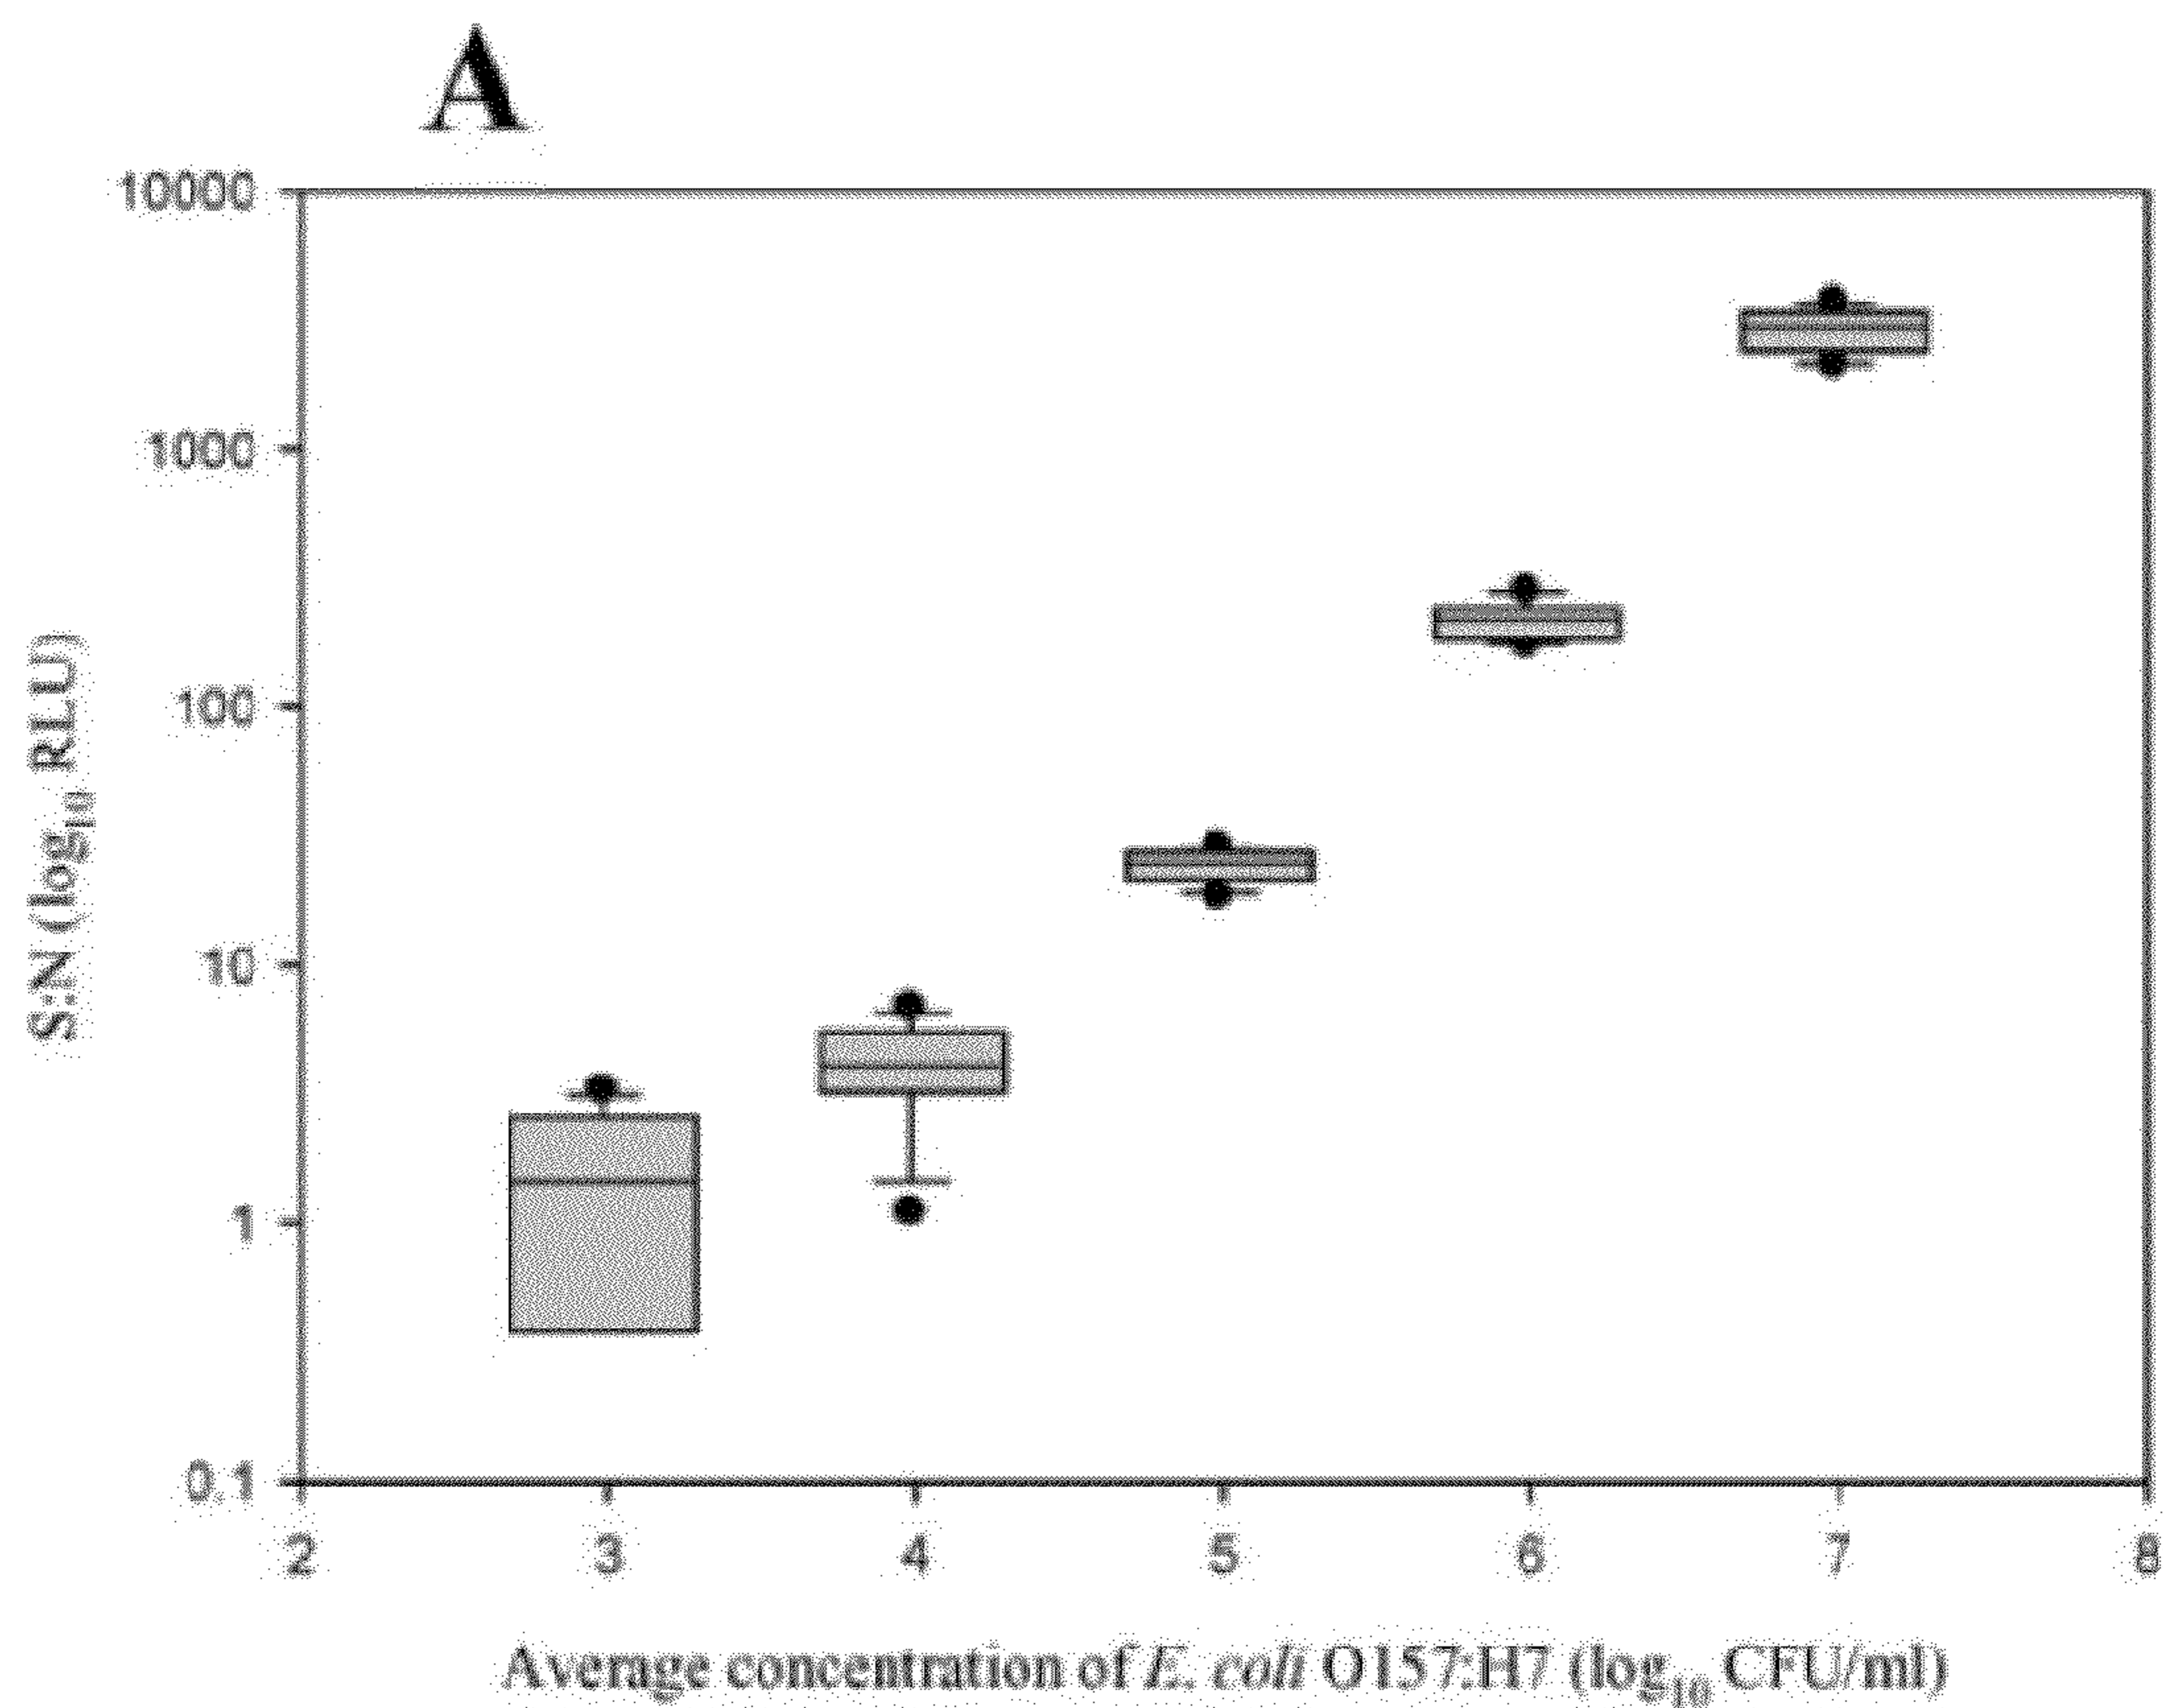 A
10000
1000
100
10
1
0.1
S:N (log10 RLU)
2 3 4 5 6 7 8
Average concentration of E. coli O157:H7 (log10 CFU/ml)